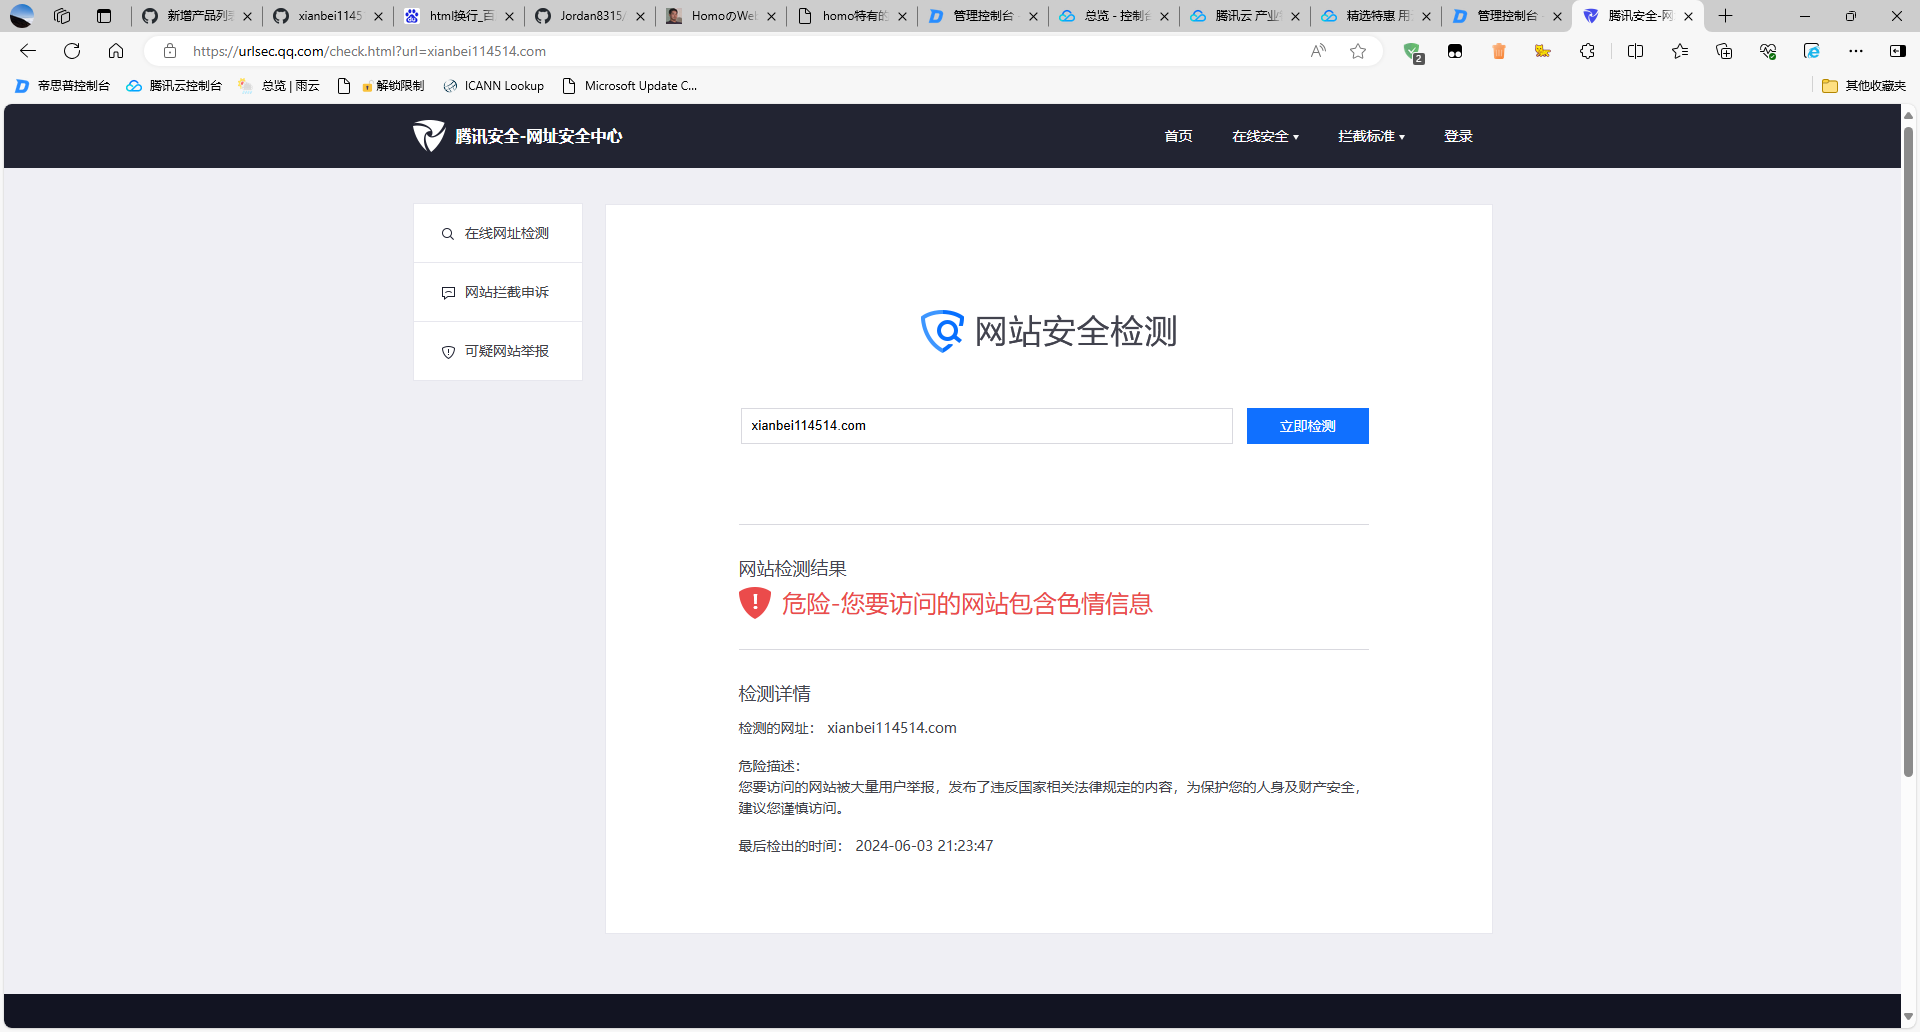 新增产品列表
xianbei1145
html换行_百
Jordan8315/
HomoのWeb
homo特有的
管理控制台 -
总览 - 控制台
腾讯云 产业智
精选特惠 用
管理控制台 -
腾讯安全-网
https://urlsec.qq.com/check.html?url=xianbei114514.com
2
帝思普控制台
腾讯云控制台
总览 | 雨云
解锁限制
ICANN Lookup
Microsoft Update C...
其他收藏夹
腾讯安全-网址安全中心
首页
在线安全
拦截标准
登录
在线网址检测
网站拦截申诉
可疑网站举报
网站安全检测
xianbei114514.com
立即检测
网站检测结果
危险-您要访问的网站包含色情信息
检测详情
检测的网址： xianbei114514.com
危险描述：
您要访问的网站被大量用户举报，发布了违反国家相关法律规定的内容，为保护您的人身及财产安全，
建议您谨慎访问。
最后检出的时间： 2024-06-03 21:23:47